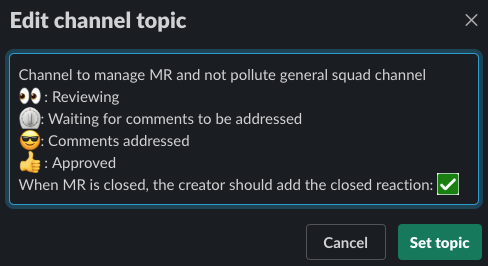 Edit channel topic
Channel to manage MR and not pollute general squad channel
👀 : Reviewing
: Waiting for comments to be addressed
😎: Comments addressed
👍 : Approved
When MR is closed, the creator should add the closed reaction: ✅
Cancel
Set topic